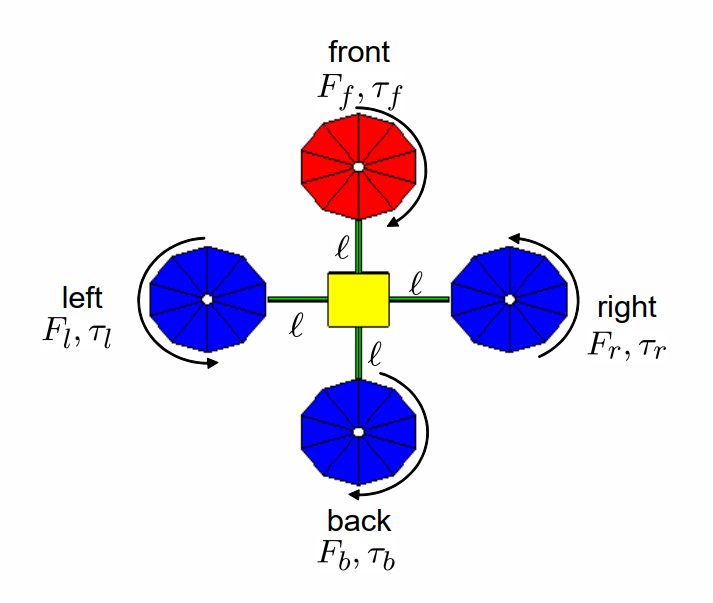 front
F_f, τ_f
ℓ
ℓ
left
F_l, τ_l
ℓ
right
F_r, τ_r
ℓ
back
F_b, τ_b